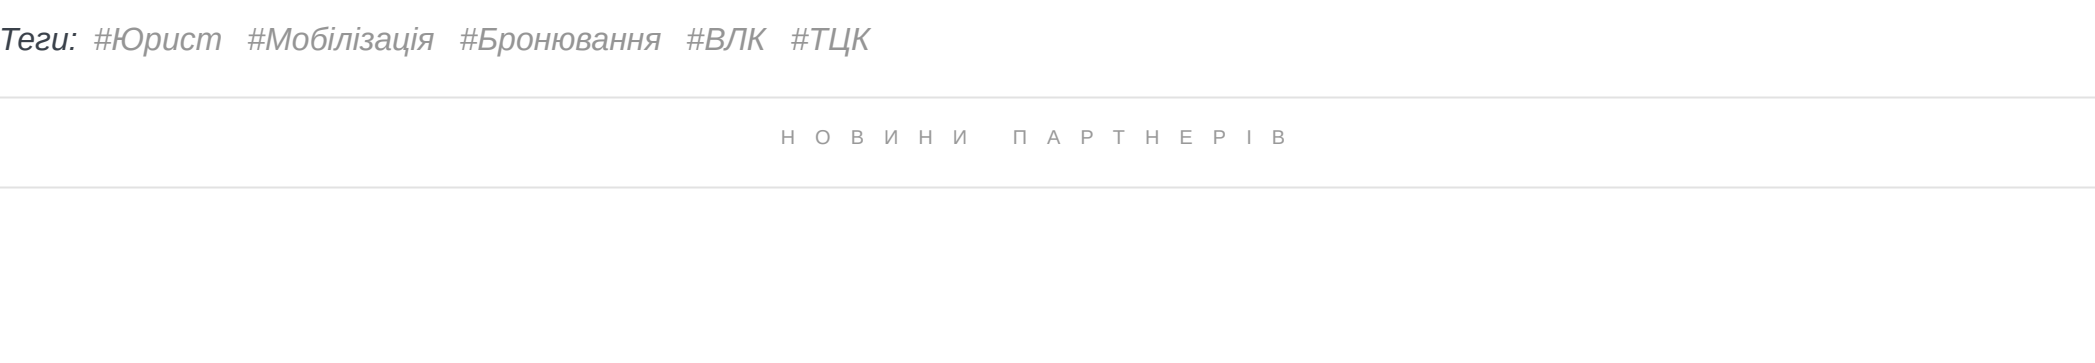 Теги: #Юрист #Мобілізація #Бронювання #ВЛК #ТЦК
НОВИНИ ПАРТНЕРІВ